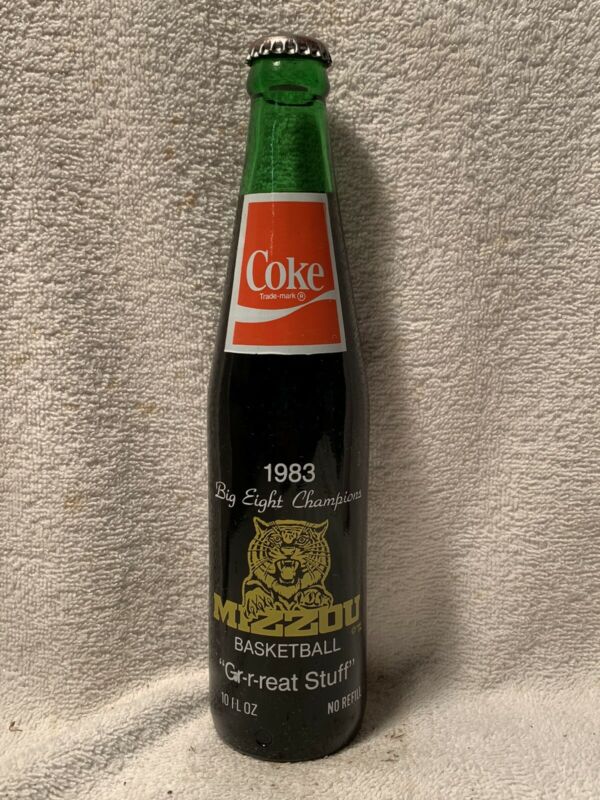 Coke
Trade-mark ®
1983
Big Eight Champions
MIZZOU
BASKETBALL
"Gr-r-reat Stuff"
10 FL OZ NO REFILL